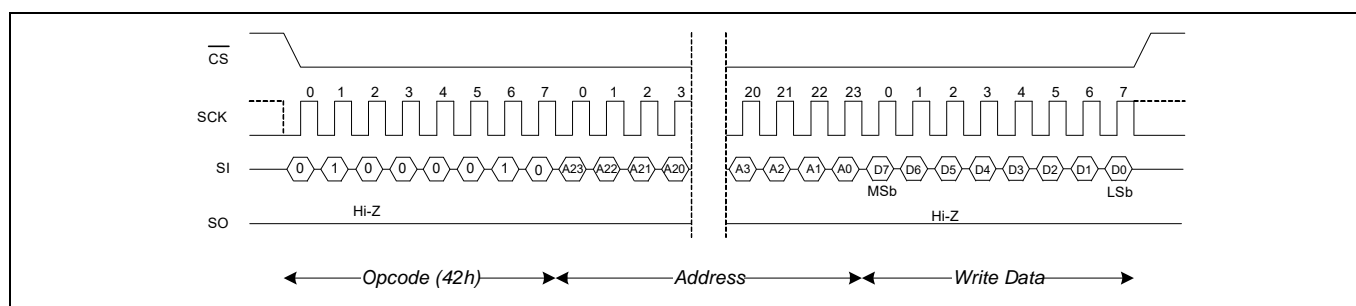 CS
0 1 2 3 4 5 6 7 0 1 2 3 20 21 22 23 0 1 2 3 4 5 6 7
SCK
SI 0 1 0 0 0 0 1 0 A23 A22 A21 A20 A3 A2 A1 A0 D7 D6 D5 D4 D3 D2 D1 D0
MSb LSb
Hi-Z Hi-Z
SO
Opcode (42h) Address Write Data